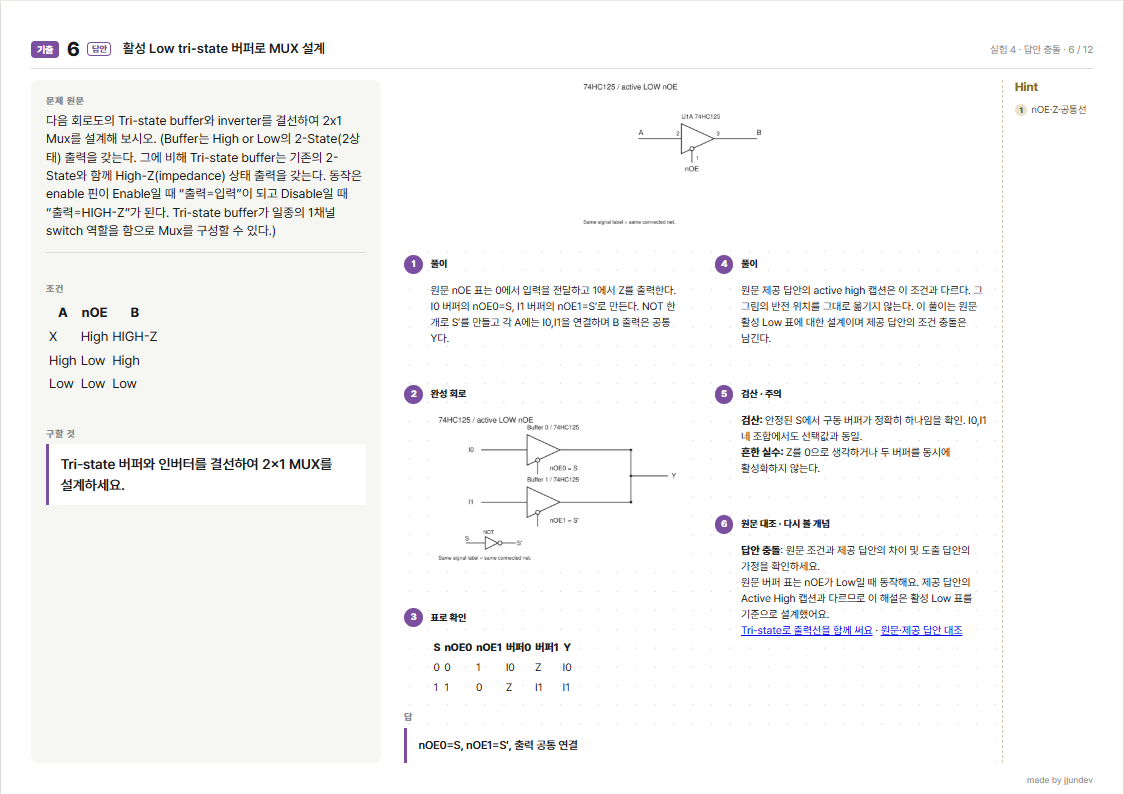 기출 6 답안 활성 Low tri-state 버퍼로 MUX 설계
실험 4 · 답안 충돌 · 6 / 12
문제 원문
다음 회로도의 Tri-state buffer와 inverter를 결선하여 2x1
Mux를 설계해 보시오. (Buffer는 High or Low의 2-State(2상
태) 출력을 갖는다. 그에 비해 Tri-state buffer는 기존의 2-
State와 함께 High-Z(impedance) 상태 출력을 갖는다. 동작은
enable 핀이 Enable일 때 “출력=입력”이 되고 Disable일 때
“출력=HIGH-Z”가 된다. Tri-state buffer가 일종의 1채널
switch 역할을 함으로 Mux를 구성할 수 있다.)
조건
A nOE B
X High HIGH-Z
High Low High
Low Low Low
구할 것
Tri-state 버퍼와 인버터를 결선하여 2×1 MUX를
설계하세요.
74HC125 / active LOW nOE
U1A 74HC125
A 2 3 B
1
nOE
Same signal label = same connected net.
1 풀이
원문 nOE 표는 0에서 입력을 전달하고 1에서 Z를 출력한다.
I0 버퍼의 nOE0=S, I1 버퍼의 nOE1=S′로 만든다. NOT 한
개로 S′를 만들고 각 A에는 I0,I1을 연결하며 B 출력은 공통
Y다.
2 완성 회로
74HC125 / active LOW nOE
Buffer 0 / 74HC125
I0
nOE0 = S
Y
Buffer 1 / 74HC125
I1
nOE1 = S'
NOT
S S'
Same signal label = same connected net.
3 표로 확인
S nOE0 nOE1 버퍼0 버퍼1 Y
0 0 1 I0 Z I0
1 1 0 Z I1 I1
답
nOE0=S, nOE1=S′, 출력 공통 연결
4 풀이
원문 제공 답안의 active high 캡션은 이 조건과 다르다. 그
그림의 반전 위치를 그대로 옮기지 않는다. 이 풀이는 원문
활성 Low 표에 대한 설계이며 제공 답안의 조건 충돌은
남긴다.
5 검산 · 주의
검산: 안정된 S에서 구동 버퍼가 정확히 하나임을 확인. I0,I1
네 조합에서도 선택값과 동일.
흔한 실수: Z를 0으로 생각하거나 두 버퍼를 동시에
활성화하지 않는다.
6 원문 대조 · 다시 볼 개념
답안 충돌: 원문 조건과 제공 답안의 차이 및 도출 답안의
가정을 확인하세요.
원문 버퍼 표는 nOE가 Low일 때 동작해요. 제공 답안의
Active High 캡션과 다르므로 이 해설은 활성 Low 표를
기준으로 설계했어요.
Tri-state로 출력선을 함께 써요 · 원문·제공 답안 대조
Hint
1 nOE·Z·공통선
made by jjundev